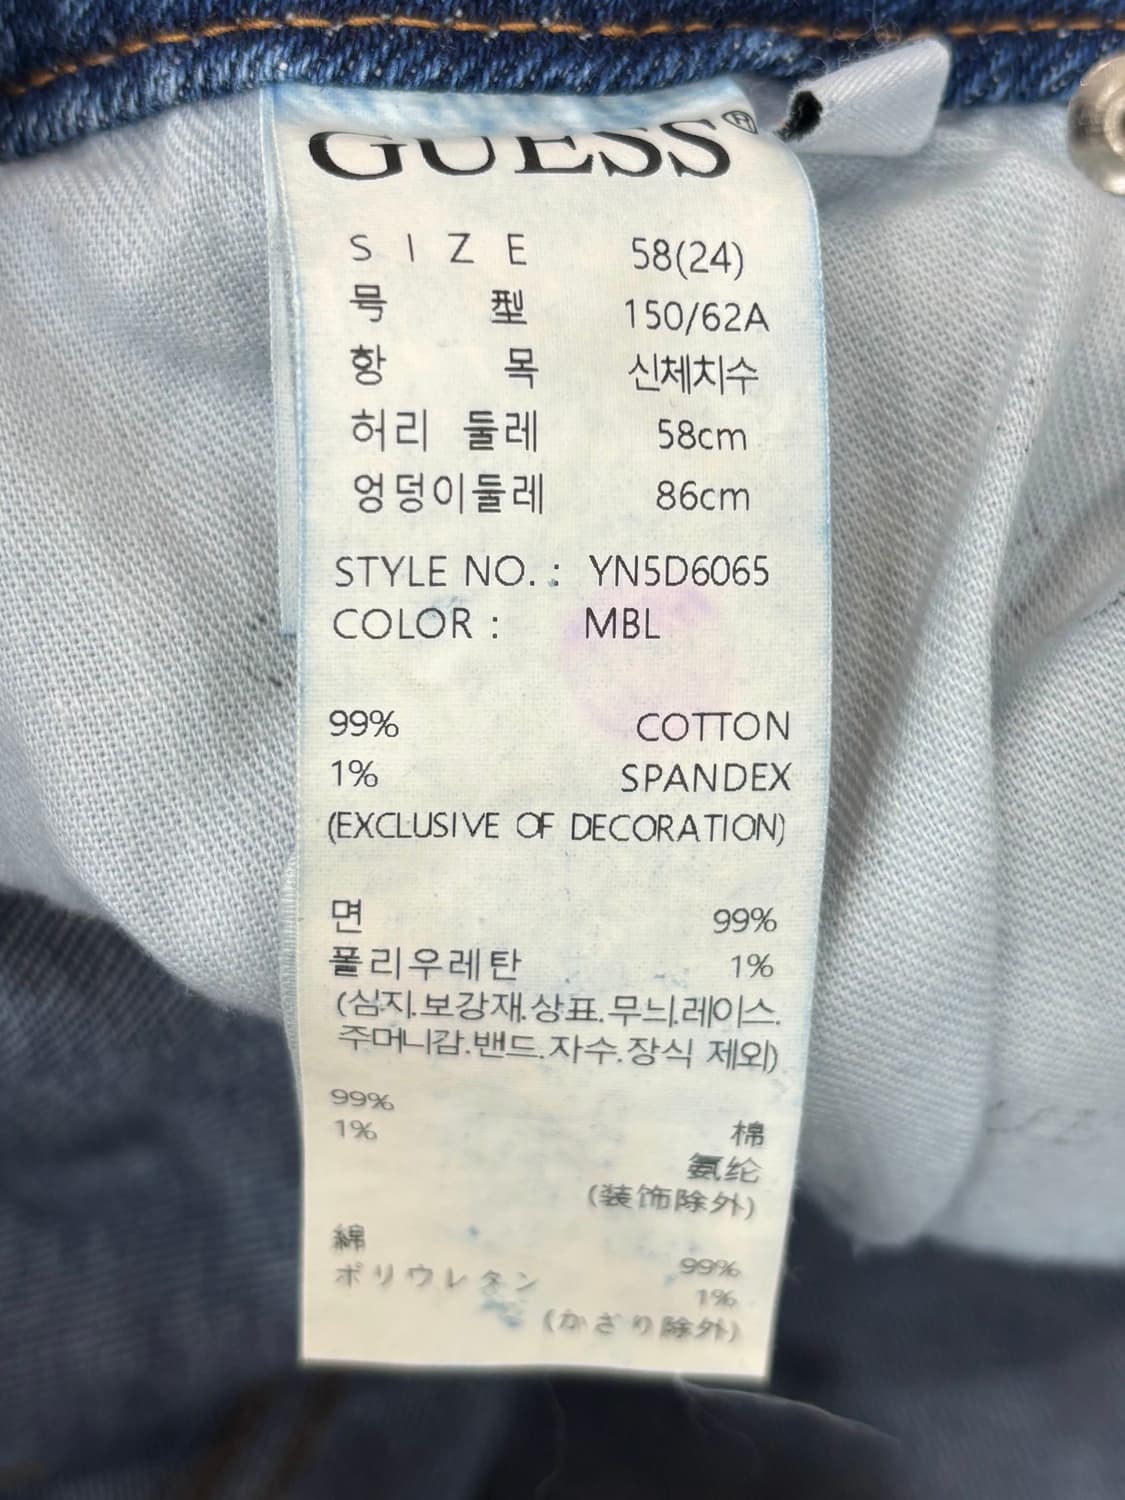 GUESS®
SIZE 58(24)
号 型 150/62A
항 목 신체치수
허리 둘레 58cm
엉덩이둘레 86cm
STYLE NO. : YN5D6065
COLOR : MBL
99% COTTON
1% SPANDEX
(EXCLUSIVE OF DECORATION)
면 99%
폴리우레탄 1%
(심지.보강재.상표.무늬.레이스.
주머니감.밴드.자수.장식 제외)
99%
棉
1%
氨纶
(装饰除外)
綿 99%
ポリウレタン 1%
(かざり除外)